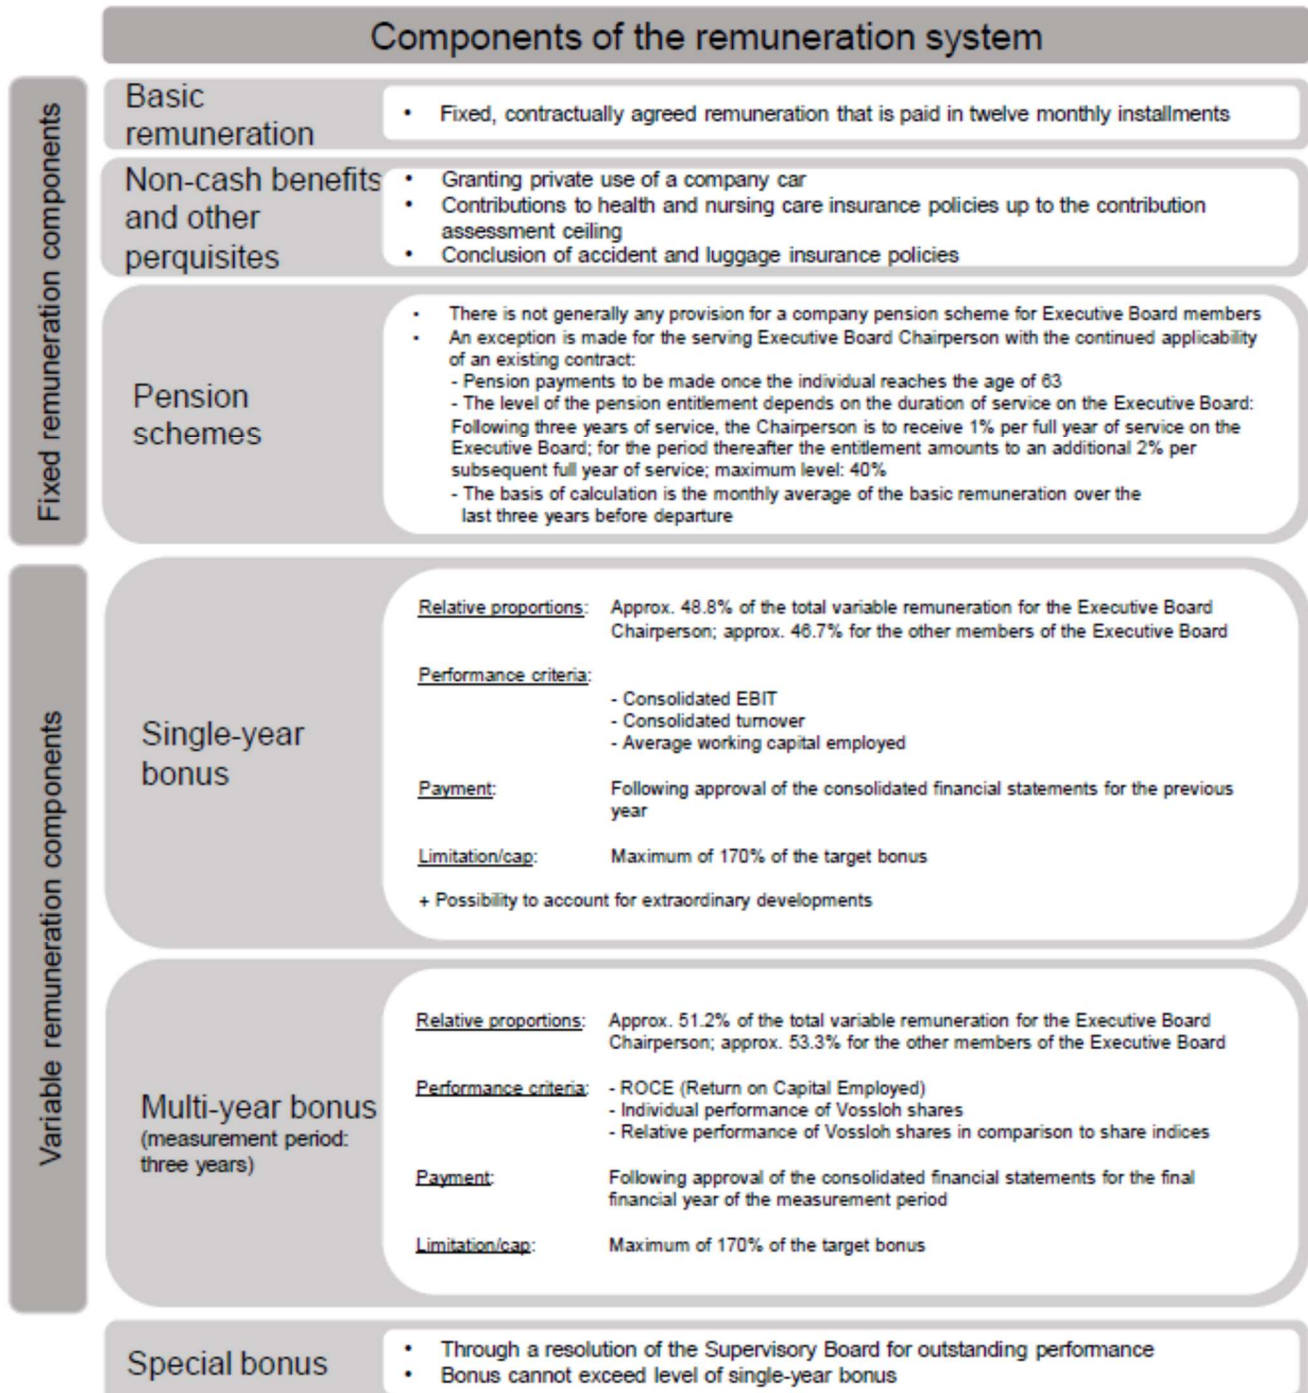 Components of the remuneration system
Fixed remuneration components
Basic
remuneration
• Fixed, contractually agreed remuneration that is paid in twelve monthly installments
Non-cash benefits
and other
perquisites
• Granting private use of a company car
• Contributions to health and nursing care insurance policies up to the contribution
assessment ceiling
• Conclusion of accident and luggage insurance policies
Pension
schemes
• There is not generally any provision for a company pension scheme for Executive Board members
• An exception is made for the serving Executive Board Chairperson with the continued applicability
of an existing contract:
- Pension payments to be made once the individual reaches the age of 63
- The level of the pension entitlement depends on the duration of service on the Executive Board:
Following three years of service, the Chairperson is to receive 1% per full year of service on the
Executive Board; for the period thereafter the entitlement amounts to an additional 2% per
subsequent full year of service; maximum level: 40%
- The basis of calculation is the monthly average of the basic remuneration over the
last three years before departure
Variable remuneration components
Single-year
bonus
Relative proportions: Approx. 48.8% of the total variable remuneration for the Executive Board
Chairperson; approx. 46.7% for the other members of the Executive Board
Performance criteria:
- Consolidated EBIT
- Consolidated turnover
- Average working capital employed
Payment: Following approval of the consolidated financial statements for the previous
year
Limitation/cap: Maximum of 170% of the target bonus
+ Possibility to account for extraordinary developments
Multi-year bonus
(measurement period:
three years)
Relative proportions: Approx. 51.2% of the total variable remuneration for the Executive Board
Chairperson; approx. 53.3% for the other members of the Executive Board
Performance criteria: - ROCE (Return on Capital Employed)
- Individual performance of Vossloh shares
- Relative performance of Vossloh shares in comparison to share indices
Payment: Following approval of the consolidated financial statements for the final
financial year of the measurement period
Limitation/cap: Maximum of 170% of the target bonus
Special bonus
• Through a resolution of the Supervisory Board for outstanding performance
• Bonus cannot exceed level of single-year bonus